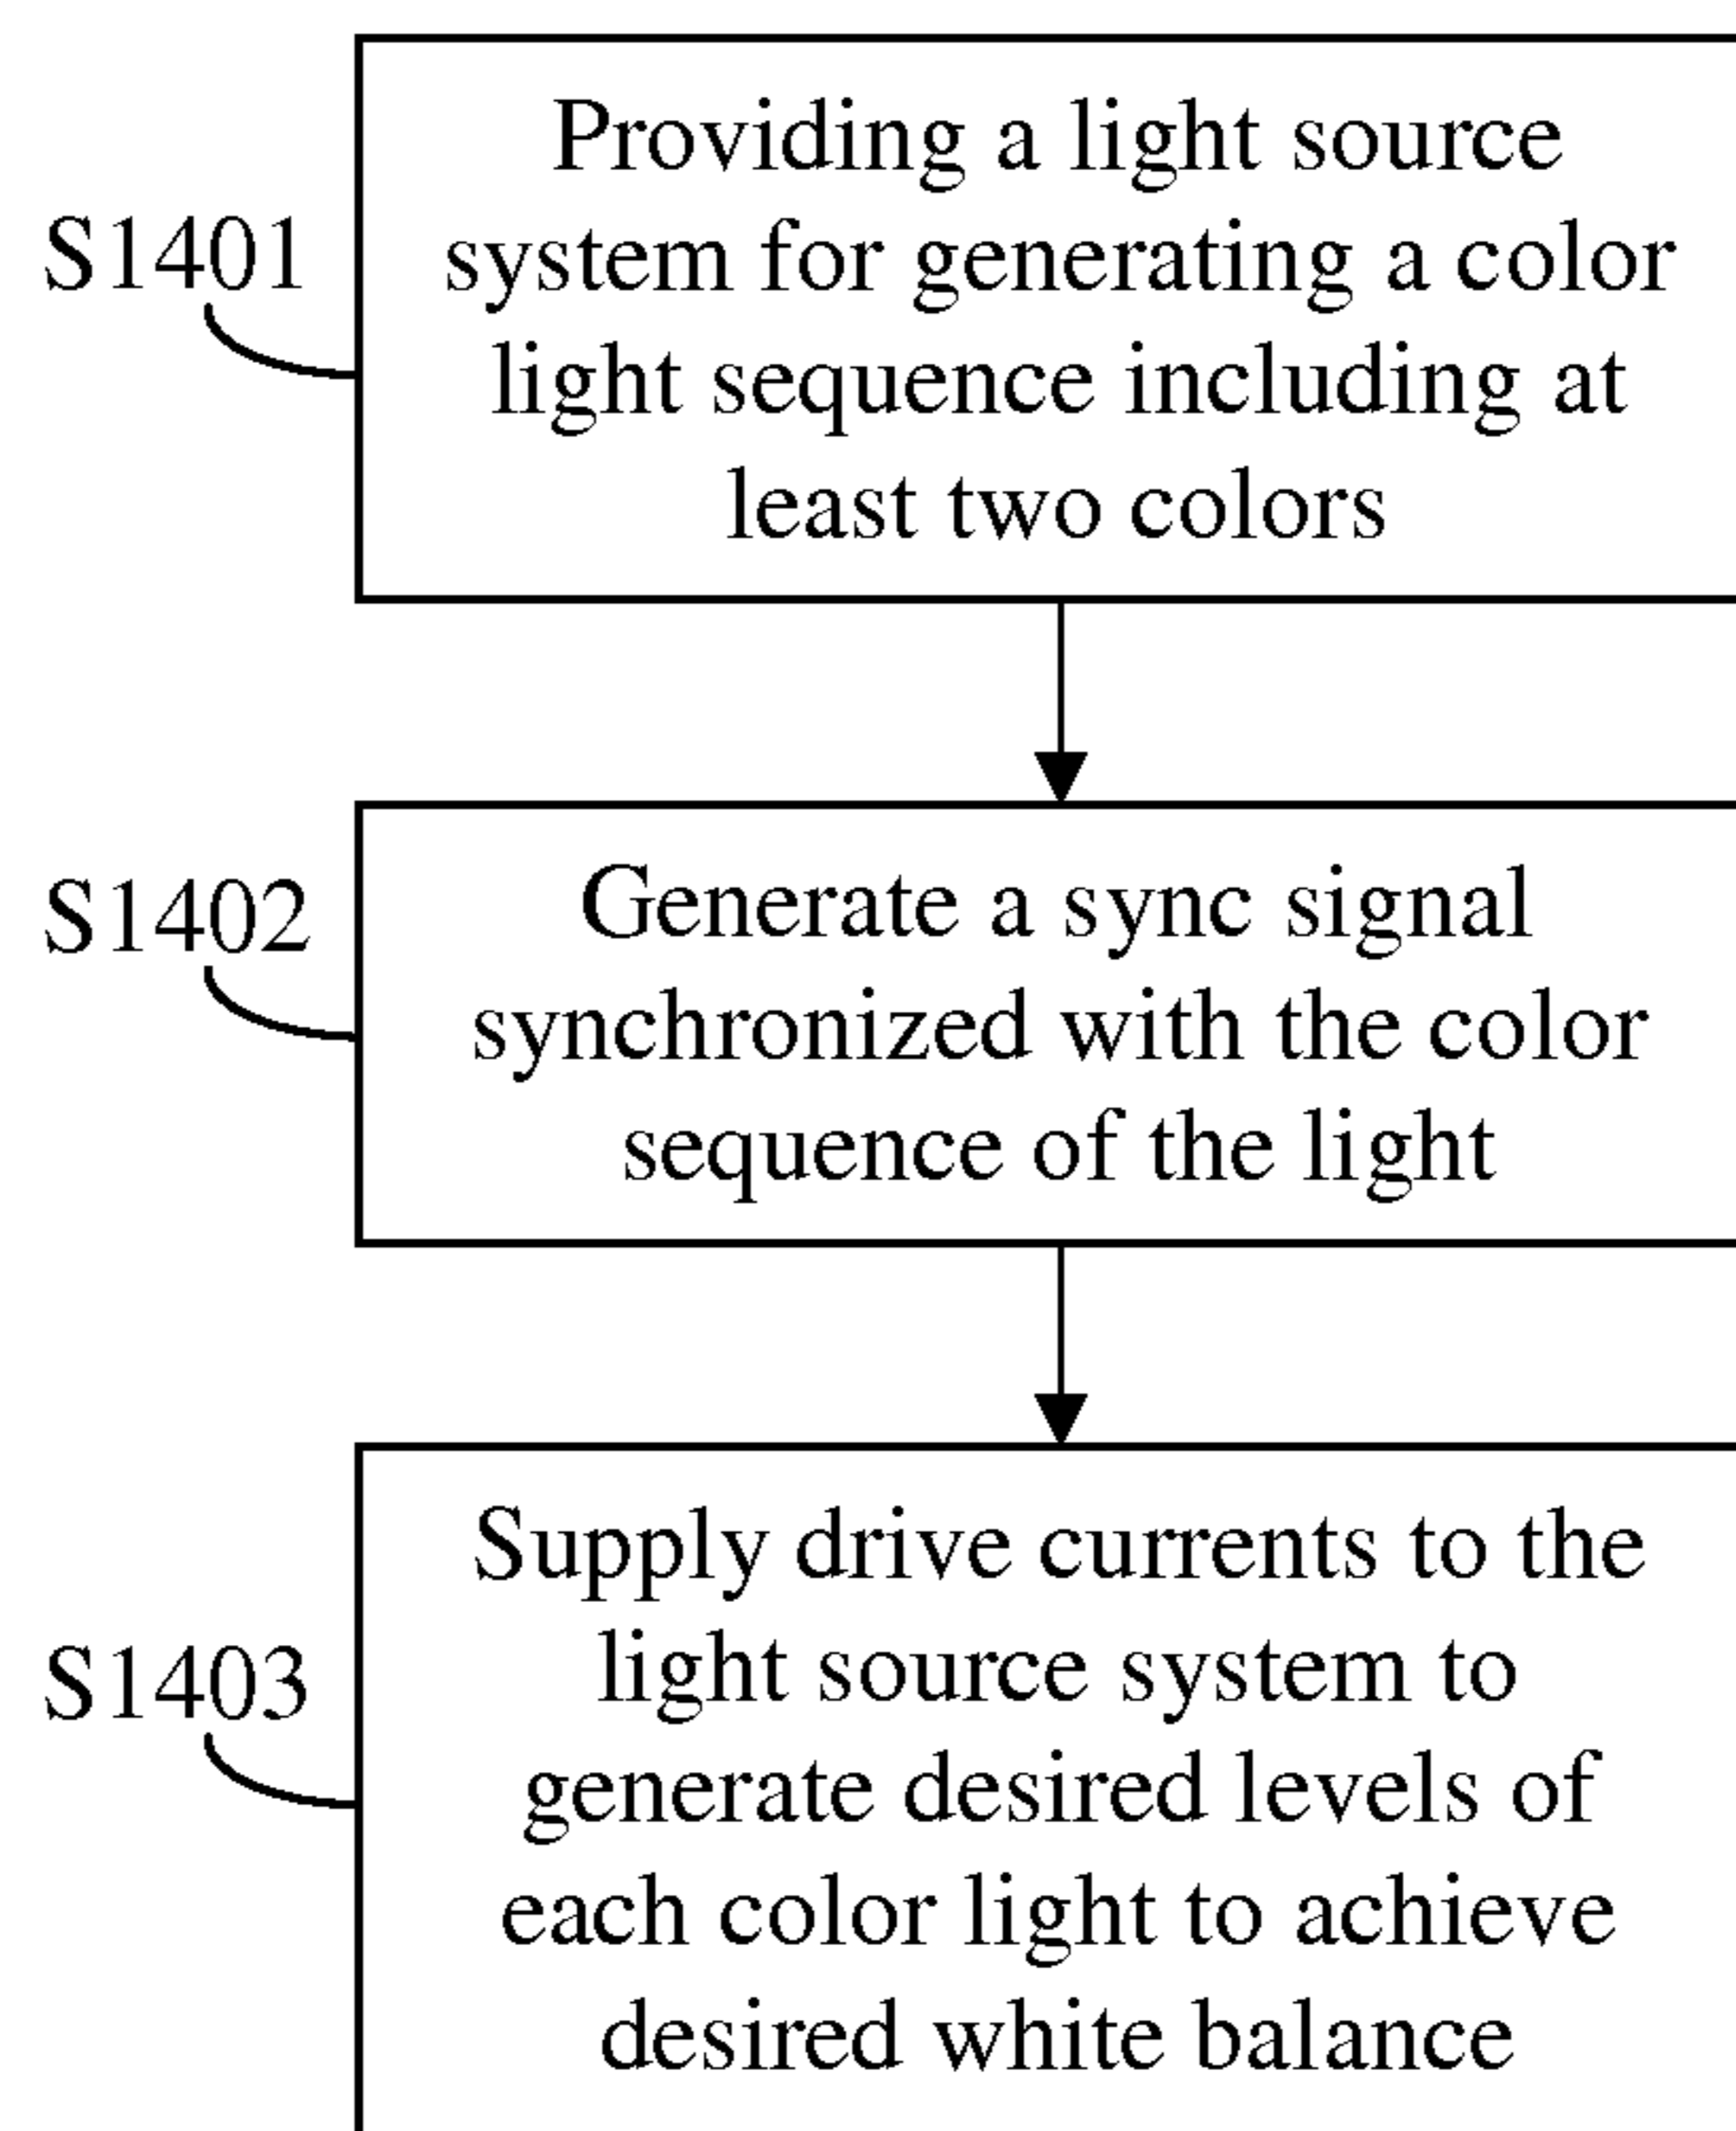 S1401
Providing a light source
system for generating a color
light sequence including at
least two colors
S1402
Generate a sync signal
synchronized with the color
sequence of the light
S1403
Supply drive currents to the
light source system to
generate desired levels of
each color light to achieve
desired white balance